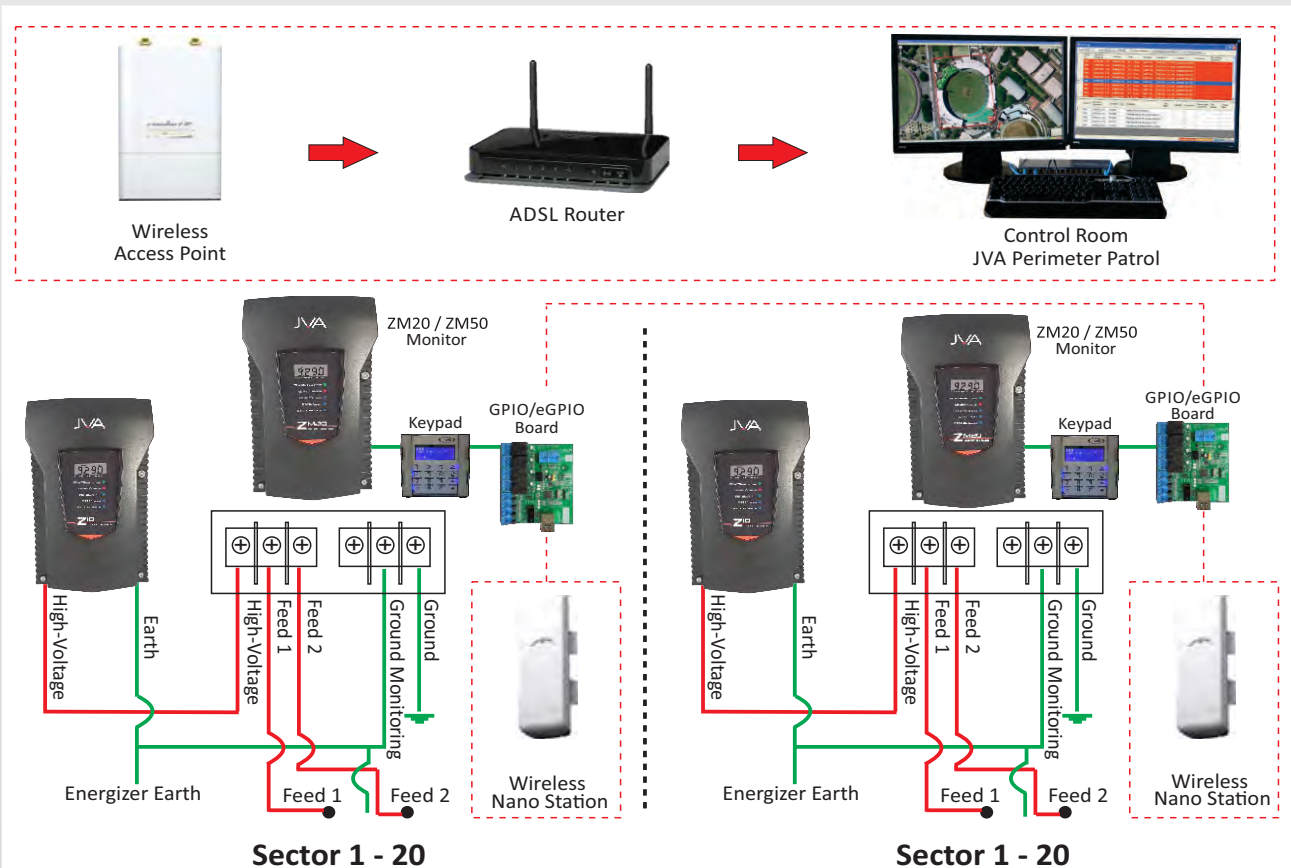 Wireless
Access Point
ADSL Router
Control Room
JVA Perimeter Patrol
JVA
9290
Z10
JVA
9290
ZM20
ZM20 / ZM50
Monitor
Keypad
GPIO/eGPIO
Board
High-Voltage
Earth
High-Voltage
Feed 1
Feed 2
Ground Monitoring
Ground
Energizer Earth
Feed 1
Feed 2
Wireless
Nano Station
Sector 1 - 20
JVA
9290
Z10
JVA
9290
ZM20 / ZM50
Monitor
Keypad
GPIO/eGPIO
Board
High-Voltage
Earth
High-Voltage
Feed 1
Feed 2
Ground Monitoring
Ground
Energizer Earth
Feed 1
Feed 2
Wireless
Nano Station
Sector 1 - 20